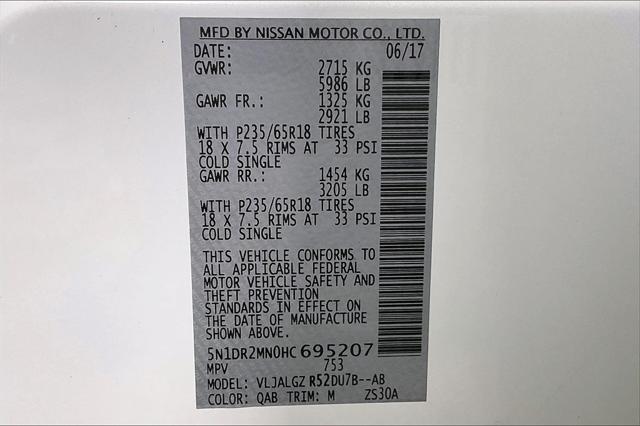 MFD BY NISSAN MOTOR CO., LTD.
DATE: 06/17
GVWR: 2715 KG
5986 LB
GAWR FR.: 1325 KG
2921 LB
WITH P235/65R18 TIRES
18 X 7.5 RIMS AT 33 PSI
COLD SINGLE
GAWR RR.: 1454 KG
3205 LB
WITH P235/65R18 TIRES
18 X 7.5 RIMS AT 33 PSI
COLD SINGLE
THIS VEHICLE CONFORMS TO
ALL APPLICABLE FEDERAL
MOTOR VEHICLE SAFETY AND
THEFT PREVENTION
STANDARDS IN EFFECT ON
THE DATE OF MANUFACTURE
SHOWN ABOVE.
5N1DR2MN0HC695207
MPV 753
MODEL: VLJALGZ R52DU7B--AB
COLOR: QAB TRIM: M ZS30A